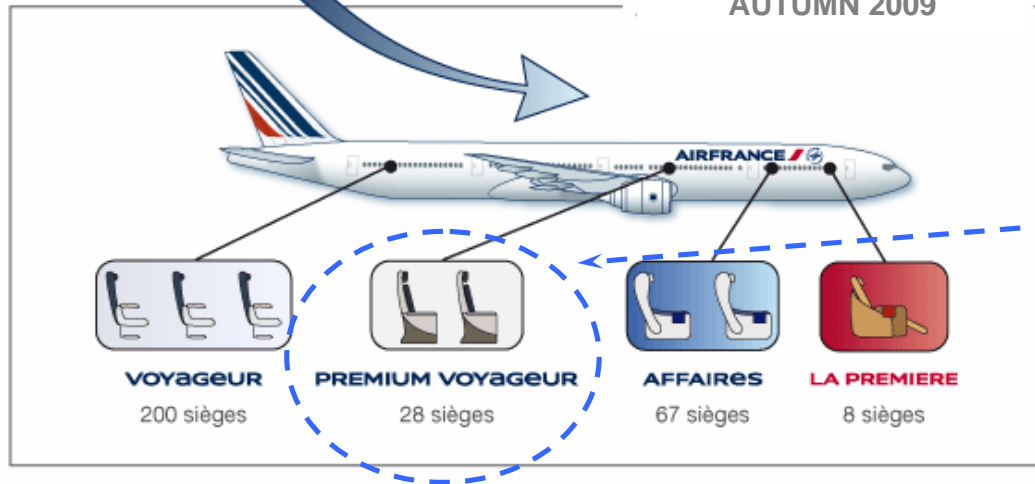 AUTUMN 2009
AIRFRANCE
VOYAGEUR
PREMIUM VOYAGEUR
AFFAIRES
LA PREMIERE
200 sièges
28 sièges
67 sièges
8 sièges